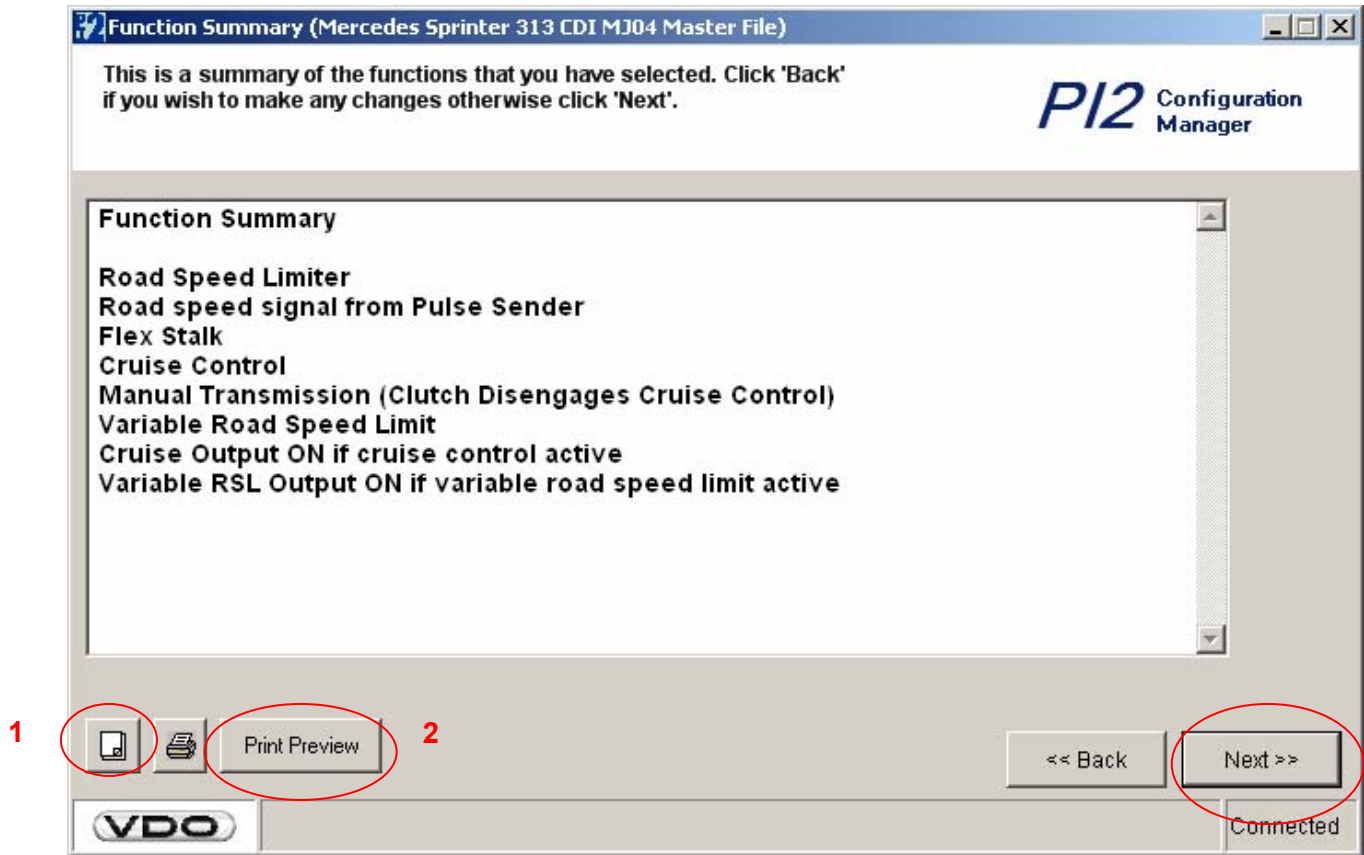 Function Summary (Mercedes Sprinter 313 CDI MJ04 Master File)
This is a summary of the functions that you have selected. Click 'Back'
if you wish to make any changes otherwise click 'Next'.
PI2 Configuration
Manager
Function Summary
Road Speed Limiter
Road speed signal from Pulse Sender
Flex Stalk
Cruise Control
Manual Transmission (Clutch Disengages Cruise Control)
Variable Road Speed Limit
Cruise Output ON if cruise control active
Variable RSL Output ON if variable road speed limit active
1
Print Preview
2
<< Back
Next >>
VDO
Connected